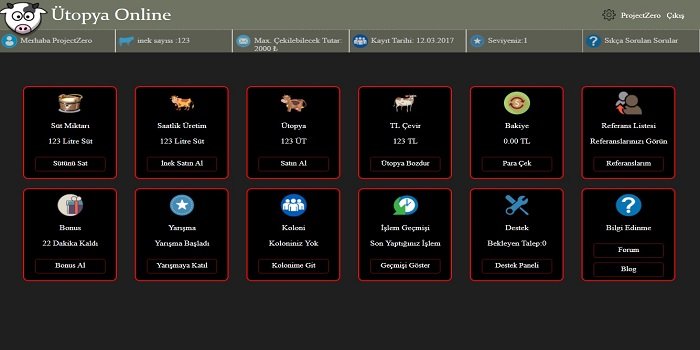 Ütopya Online
ProjectZero Çıkış
Merhaba ProjectZero
inek sayısı :123
Max. Çekilebilecek Tutar:
2000 ₺
Kayıt Tarihi: 12.03.2017
Seviyeniz:1
Sıkça Sorulan Sorular
Süt Miktarı
123 Litre Süt
Sütünü Sat
Saatlik Üretim
123 Litre Süt
İnek Satın Al
Ütopya
123 ÜT
Satın Al
TL Çevir
123 TL
Ütopya Bozdur
Bakiye
0.00 TL
Para Çek
Referans Listesi
Referanslarınızı Görün
Referanslarım
Bonus
22 Dakika Kaldı
Bonus Al
Yarışma
Yarışma Başladı
Yarışmaya Katıl
Koloni
Koloniniz Yok
Kolonime Git
İşlem Geçmişi
Son Yaptığınız İşlem
Geçmişi Göster
Destek
Bekleyen Talep:0
Destek Paneli
Bilgi Edinme
Forum
Blog